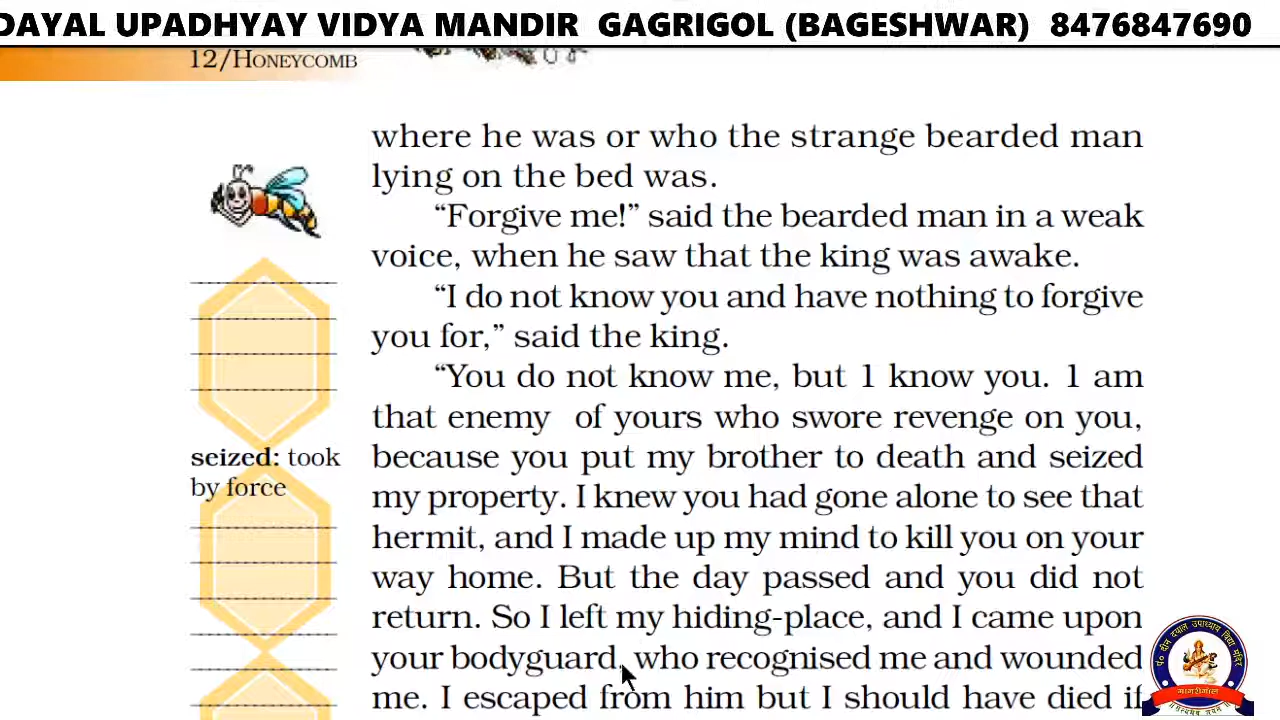 DAYAL UPADHYAY VIDYA MANDIR GAGRIGOL (BAGESHWAR) 8476847690
12/HONEYCOMB
where he was or who the strange bearded man
lying on the bed was.
“Forgive me!” said the bearded man in a weak
voice, when he saw that the king was awake.
“I do not know you and have nothing to forgive
you for,” said the king.
“You do not know me, but 1 know you. 1 am
that enemy of yours who swore revenge on you,
because you put my brother to death and seized
my property. I knew you had gone alone to see that
hermit, and I made up my mind to kill you on your
way home. But the day passed and you did not
return. So I left my hiding-place, and I came upon
your bodyguard, who recognised me and wounded
me. I escaped from him but I should have died if
seized: took
by force
पं० दीन दयाल उपाध्याय विद्या मंदिर
गागरीगोल